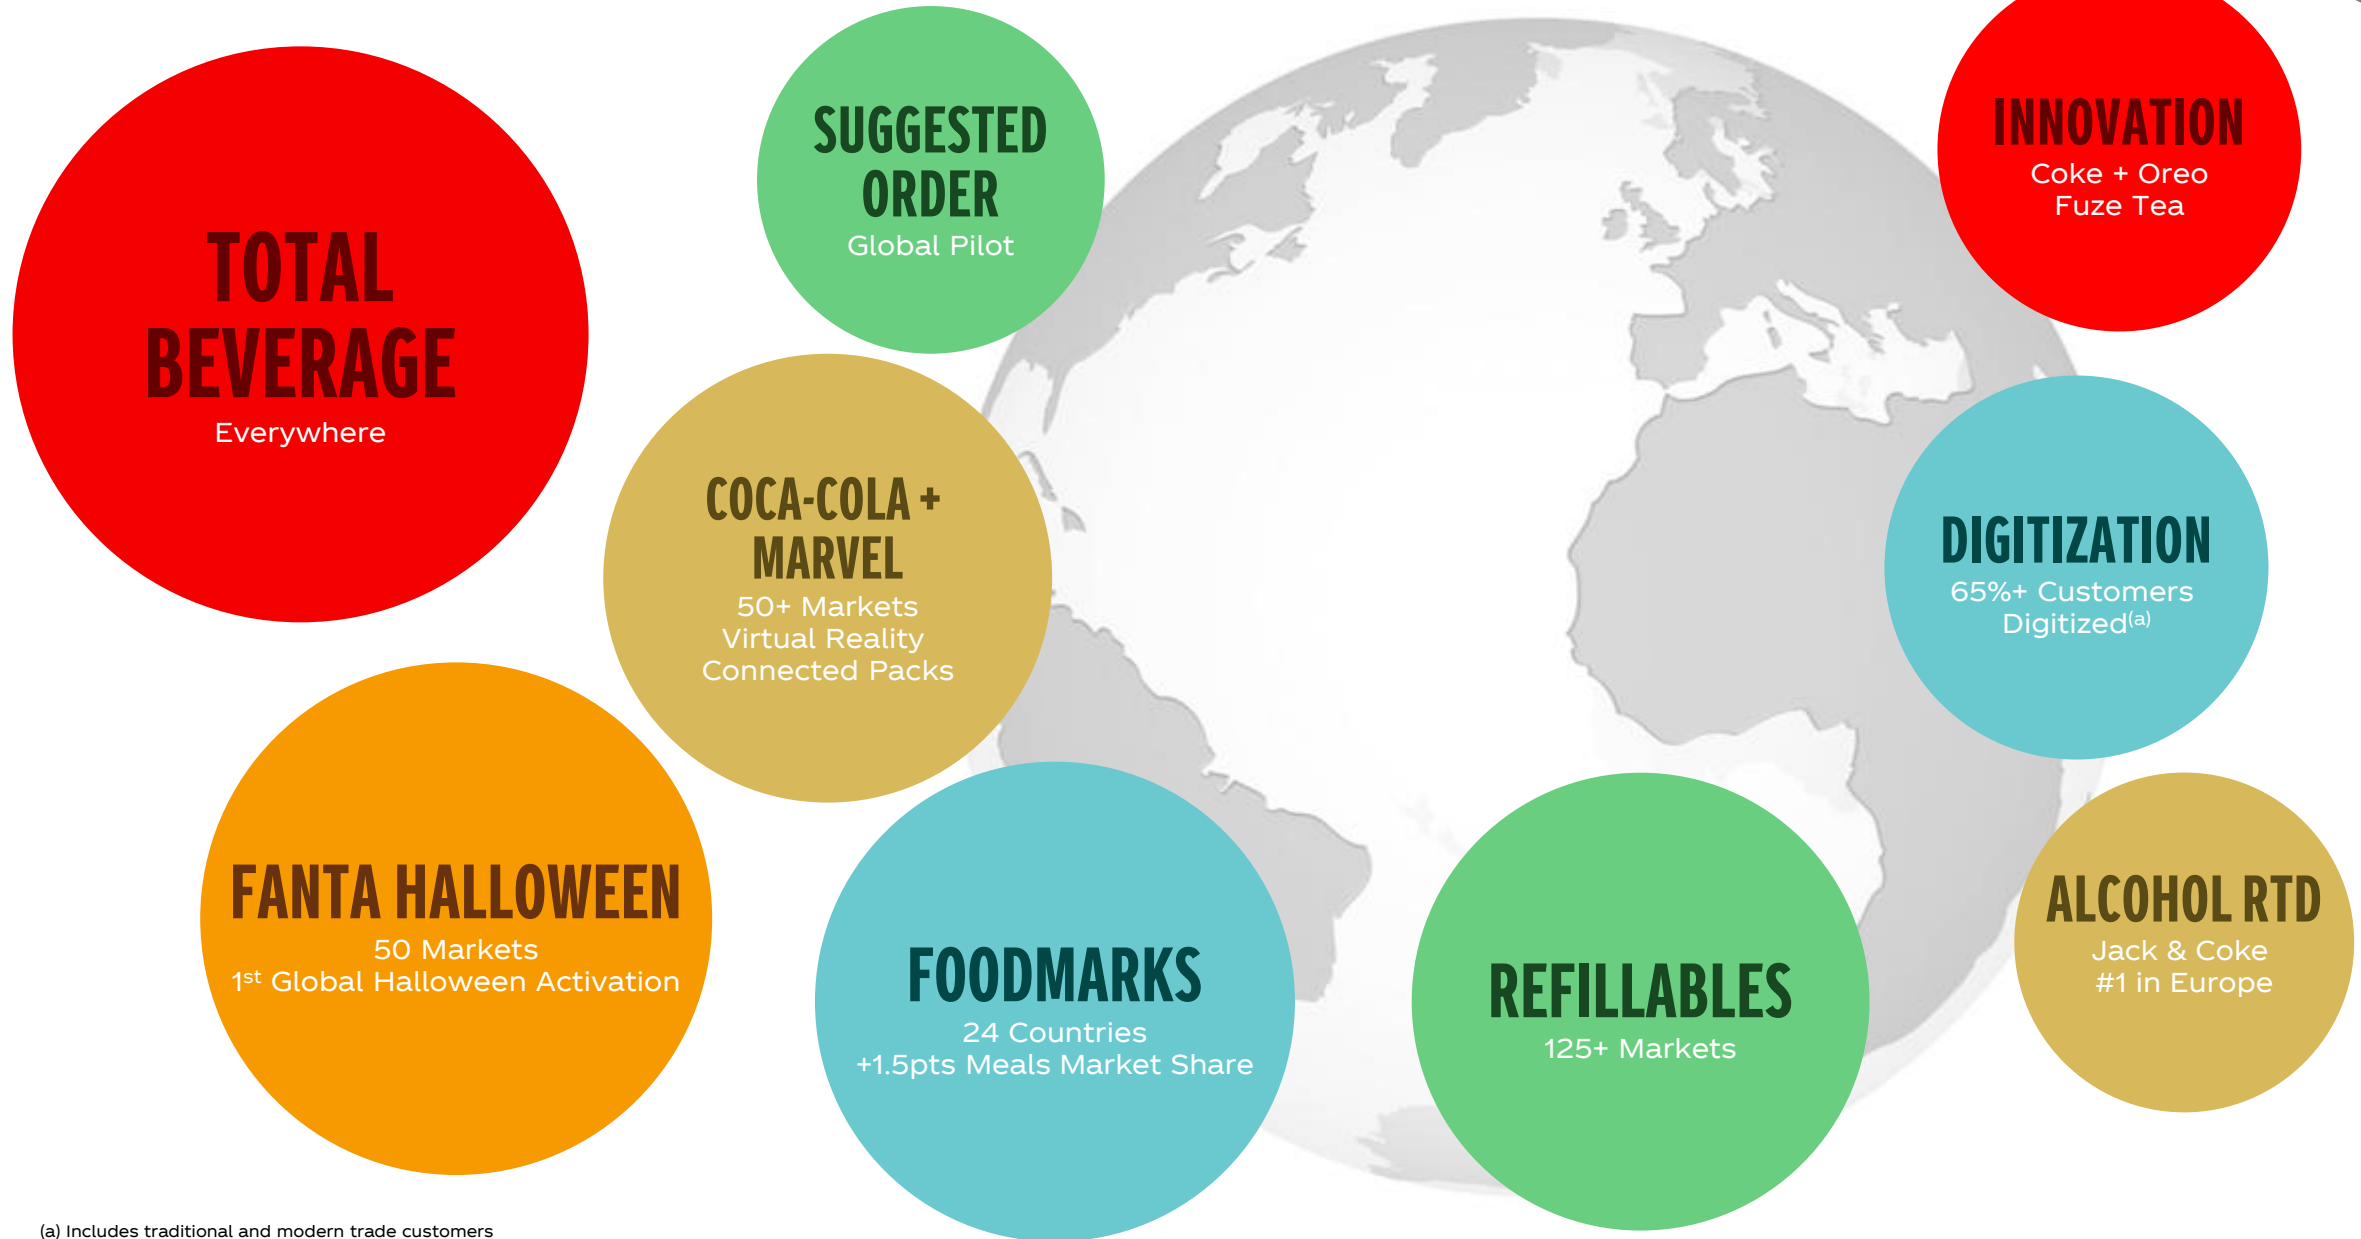 TOTAL
BEVERAGE
Everywhere
SUGGESTED
ORDER
Global Pilot
INNOVATION
Coke + Oreo
Fuze Tea
COCA-COLA +
MARVEL
50+ Markets
Virtual Reality
Connected Packs
DIGITIZATION
65%+ Customers
Digitized(a)
FANTA HALLOWEEN
50 Markets
1st Global Halloween Activation
FOODMARKS
24 Countries
+1.5pts Meals Market Share
REFILLABLES
125+ Markets
ALCOHOL RTD
Jack & Coke
#1 in Europe
(a) Includes traditional and modern trade customers